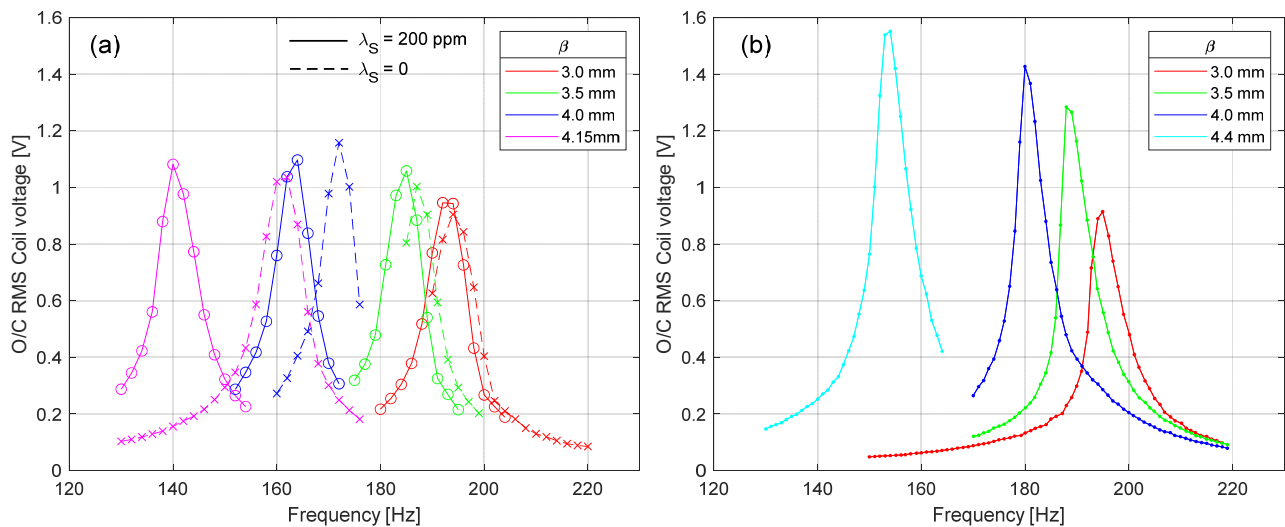 (a)
λS = 200 ppm
λS = 0
β
3.0 mm
3.5 mm
4.0 mm
4.15mm
1.6
1.4
1.2
1
0.8
0.6
0.4
0.2
0
O/C RMS Coil voltage [V]
120 140 160 180 200 220
Frequency [Hz]
(b)
β
3.0 mm
3.5 mm
4.0 mm
4.4 mm
1.6
1.4
1.2
1
0.8
0.6
0.4
0.2
0
O/C RMS Coil voltage [V]
120 140 160 180 200 220
Frequency [Hz]